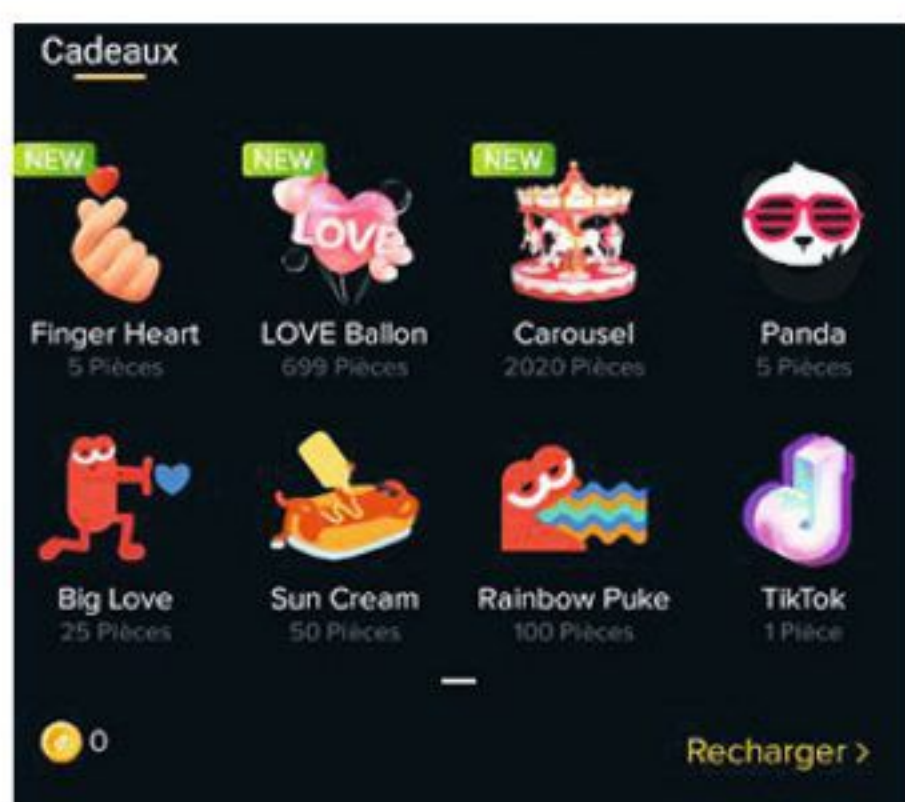 Cadeaux
NEW NEW NEW
LOVE
Finger Heart LOVE Ballon Carousel Panda
5 Pièces 699 Pièces 2020 Pièces 5 Pièces
Big Love Sun Cream Rainbow Puke TikTok
25 Pièces 50 Pièces 100 Pièces 1 Pièce
0 Recharger >